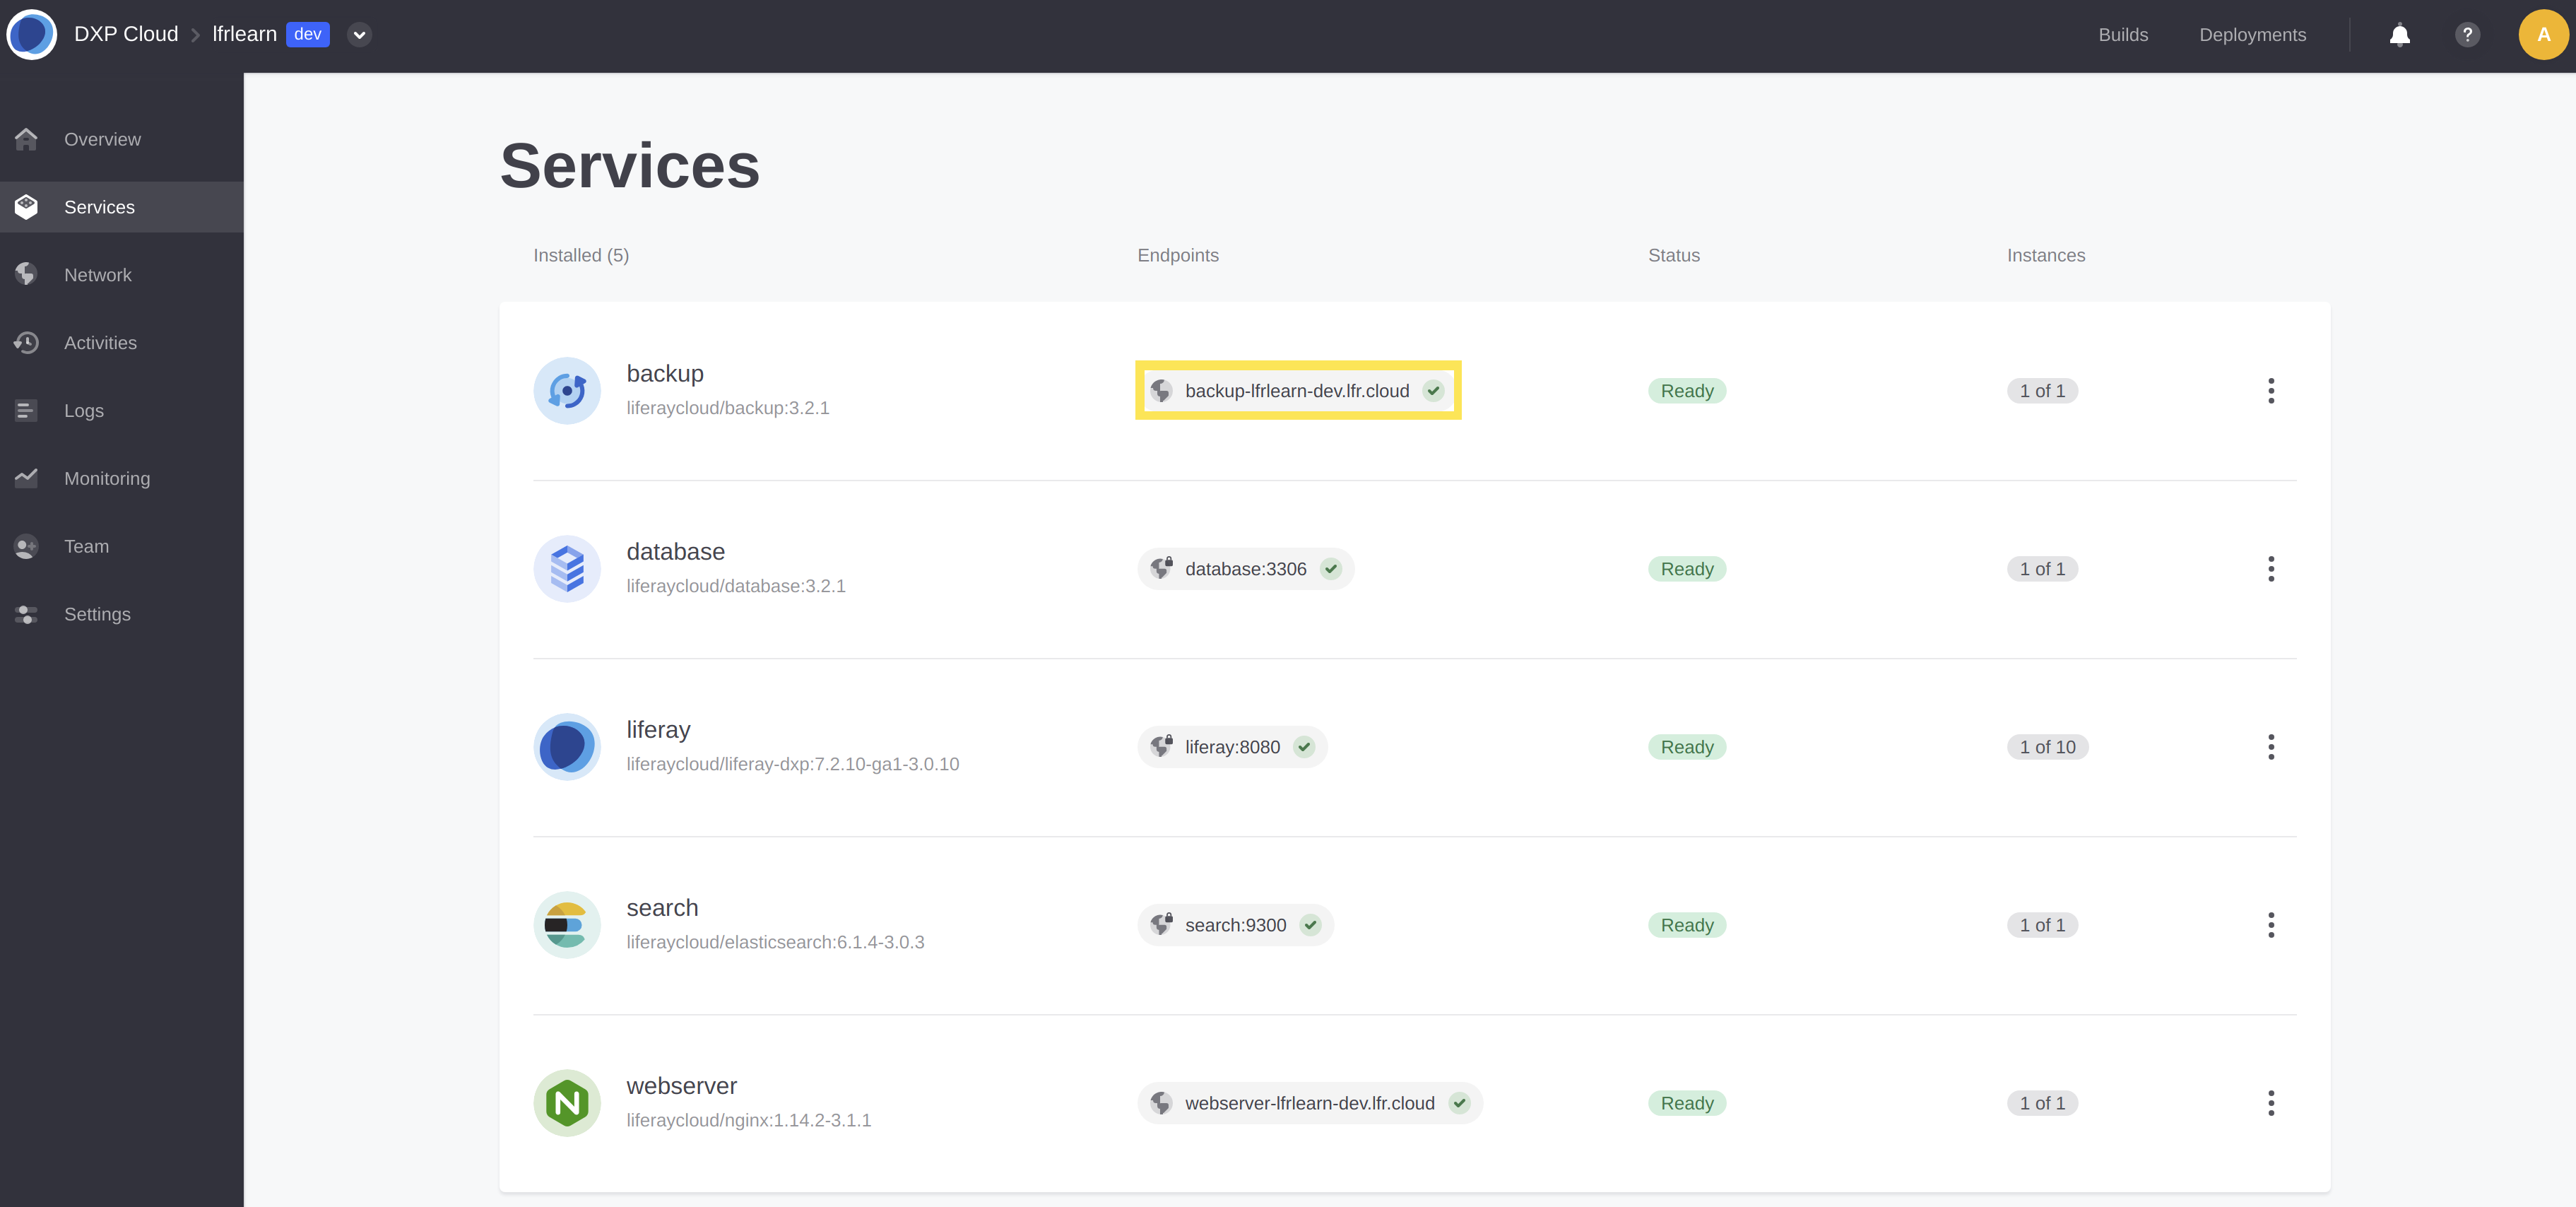 DXP Cloud lfrlearn dev
Builds Deployments ? A
Overview
Services
Network
Activities
Logs
Monitoring
Team
Settings
Services
Installed (5) Endpoints Status Instances
backup
liferaycloud/backup:3.2.1
backup-lfrlearn-dev.lfr.cloud Ready 1 of 1
database
liferaycloud/database:3.2.1
database:3306 Ready 1 of 1
liferay
liferaycloud/liferay-dxp:7.2.10-ga1-3.0.10
liferay:8080 Ready 1 of 10
search
liferaycloud/elasticsearch:6.1.4-3.0.3
search:9300 Ready 1 of 1
webserver
liferaycloud/nginx:1.14.2-3.1.1
webserver-lfrlearn-dev.lfr.cloud Ready 1 of 1